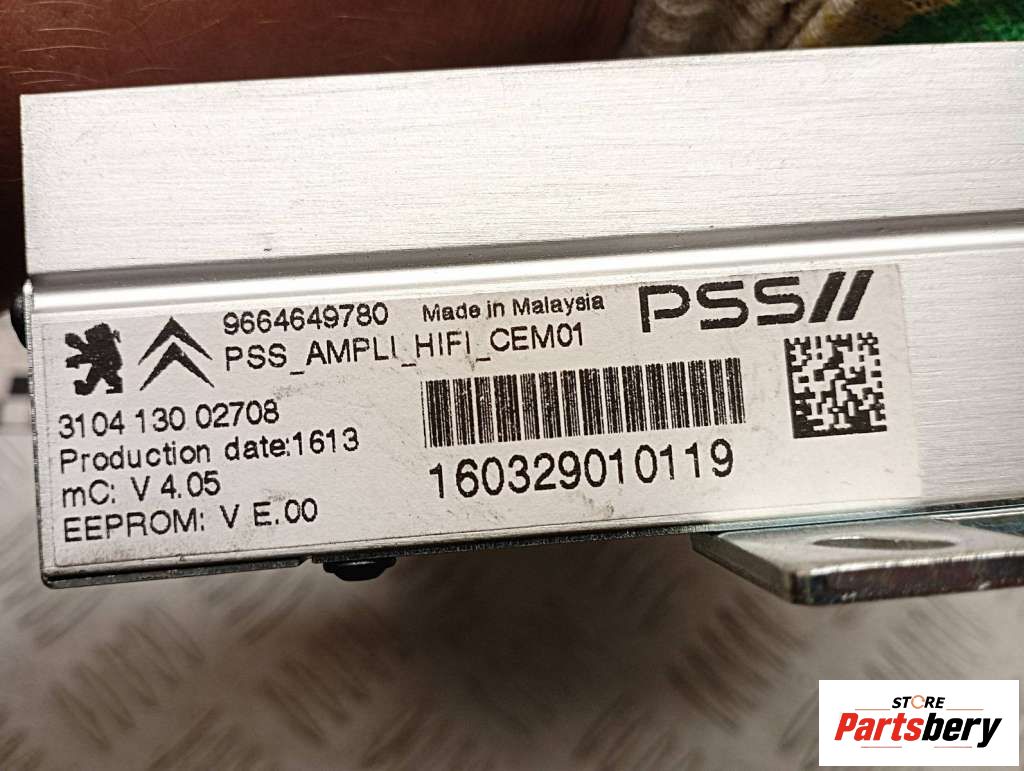 9664649780 Made in Malaysia PSS//
PSS_AMPLI_HIFI_CEM01
3104 130 02708
Production date:1613
mC: V 4.05
EEPROM: V E.00
160329010119
STORE
Partsbery